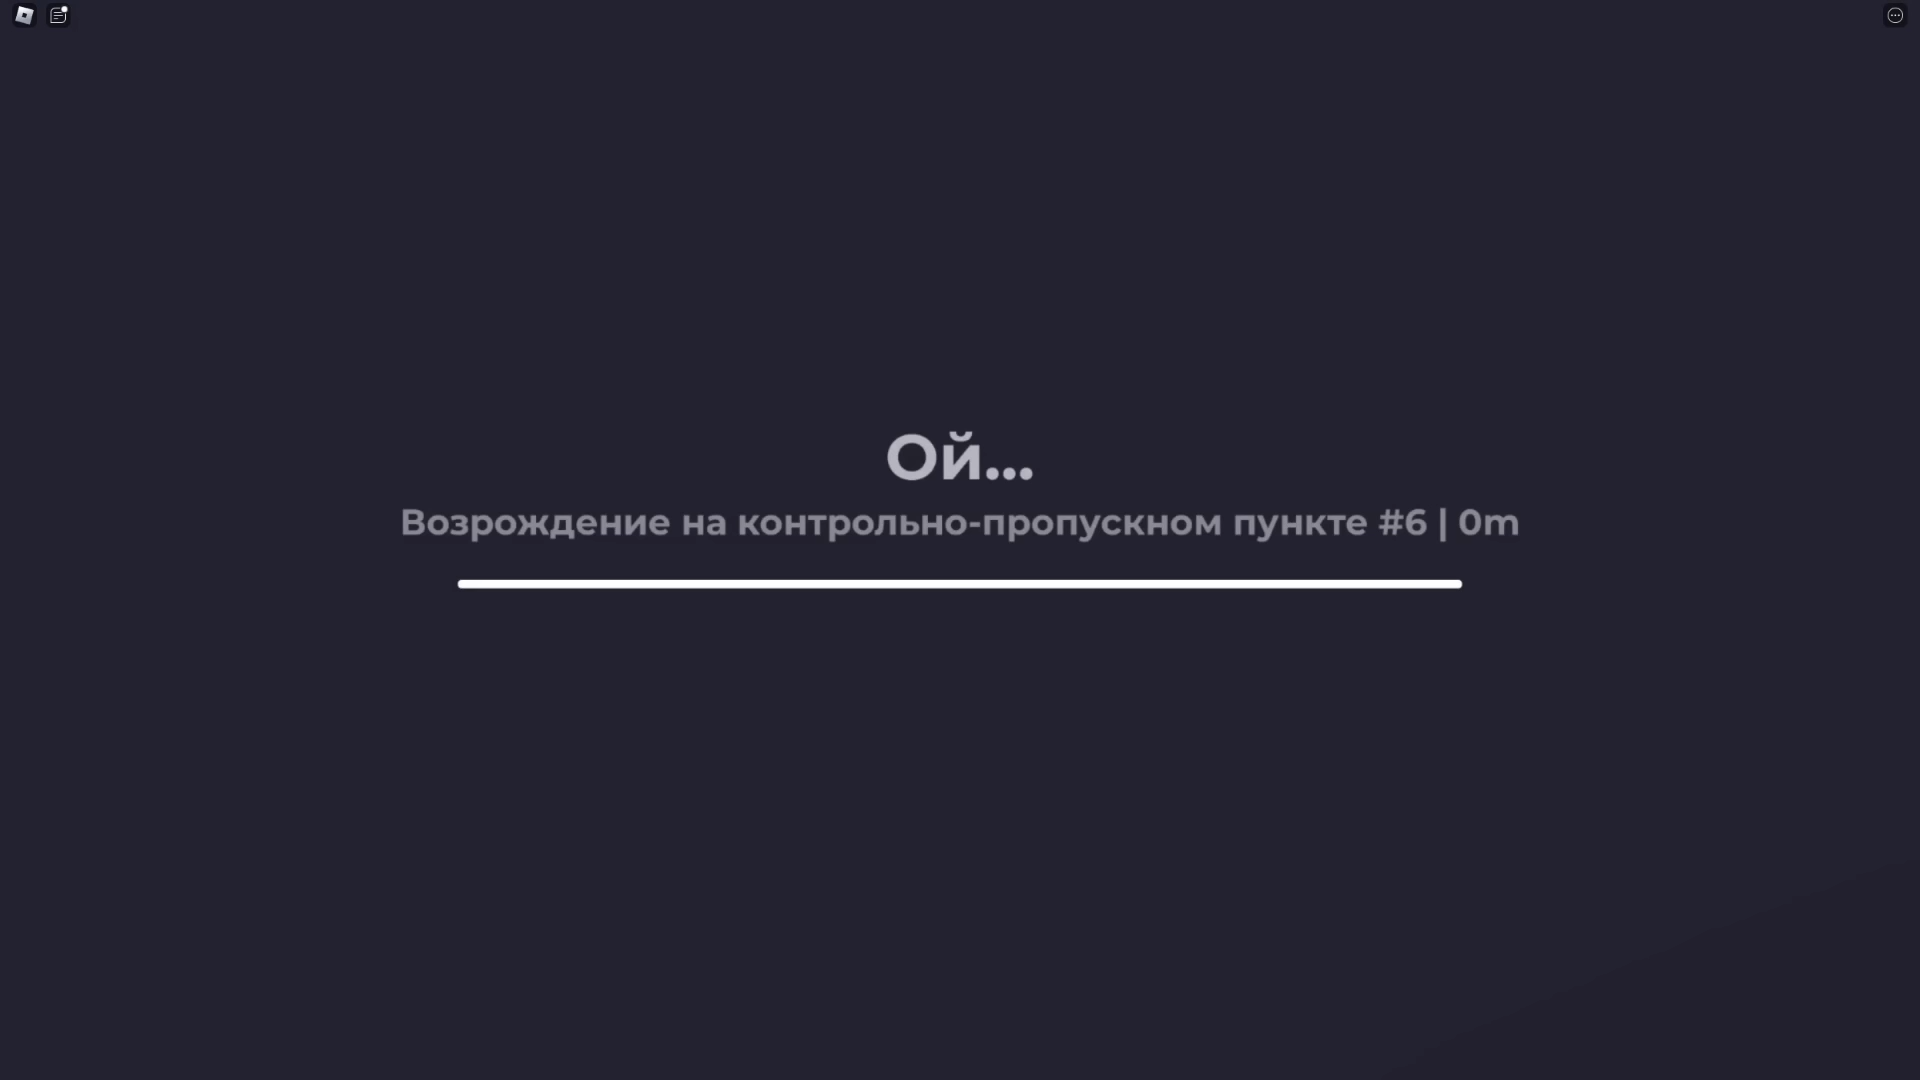 Ой...
Возрождение на контрольно-пропускном пункте #6 | 0m